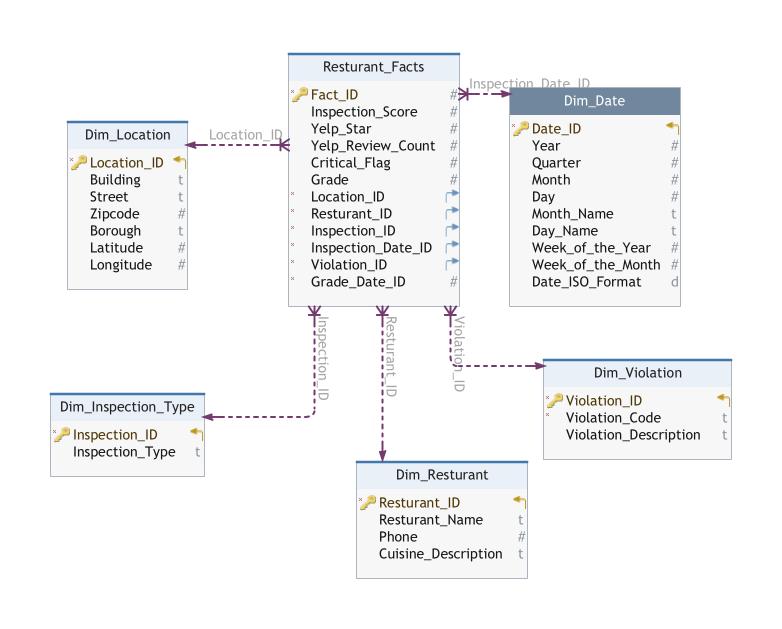 Resturant_Facts
Fact_ID #
Inspection_Score #
Yelp_Star #
Yelp_Review_Count #
Critical_Flag #
Grade #
Location_ID
Resturant_ID
Inspection_ID
Inspection_Date_ID
Violation_ID
Grade_Date_ID #
Inspection_Date_ID
Dim_Date
Date_ID
Year #
Quarter #
Month #
Day #
Month_Name t
Day_Name t
Week_of_the_Year #
Week_of_the_Month #
Date_ISO_Format d
Location_ID
Dim_Location
Location_ID
Building t
Street t
Zipcode #
Borough t
Latitude #
Longitude #
Inspection_ID
Resturant_ID
Violation_ID
Dim_Violation
Violation_ID
Violation_Code t
Violation_Description t
Dim_Inspection_Type
Inspection_ID
Inspection_Type t
Dim_Resturant
Resturant_ID
Resturant_Name t
Phone #
Cuisine_Description t